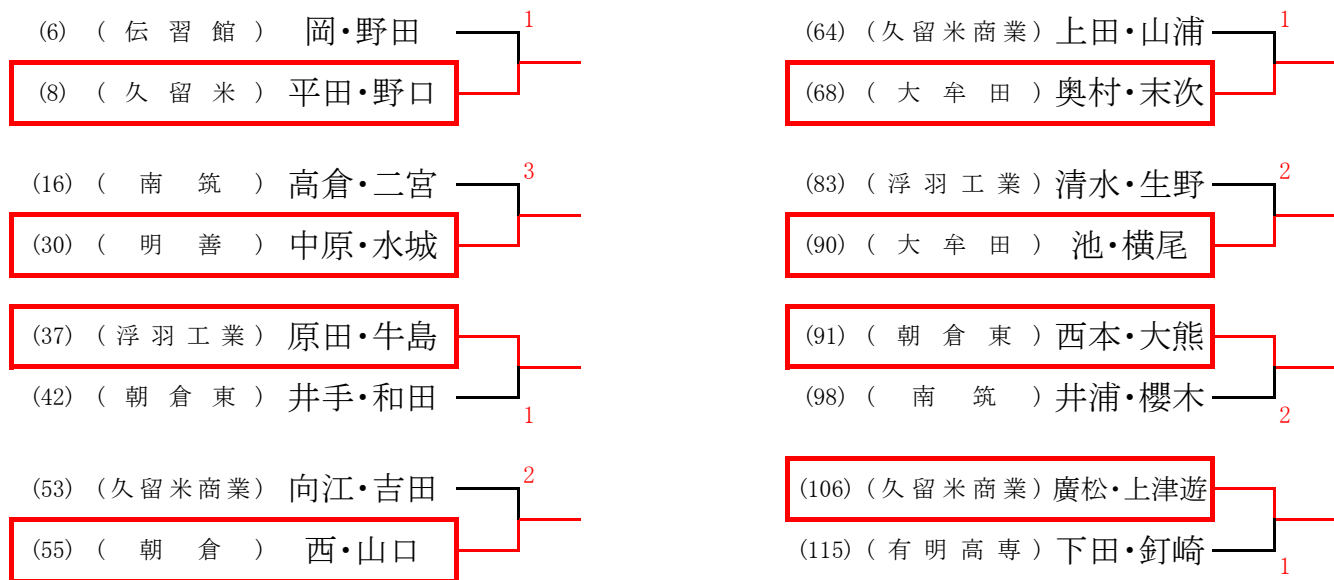 (6) (伝習館) 岡・野田 1
(8) (久留米) 平田・野口
(16) (南筑) 高倉・二宮 3
(30) (明善) 中原・水城
(37) (浮羽工業) 原田・牛島
(42) (朝倉東) 井手・和田 1
(53) (久留米商業) 向江・吉田 2
(55) (朝倉) 西・山口
(64) (久留米商業) 上田・山浦 1
(68) (大牟田) 奥村・末次
(83) (浮羽工業) 清水・生野 2
(90) (大牟田) 池・横尾
(91) (朝倉東) 西本・大熊
(98) (南筑) 井浦・櫻木 2
(106) (久留米商業) 廣松・上津遊
(115) (有明高専) 下田・釘崎 1